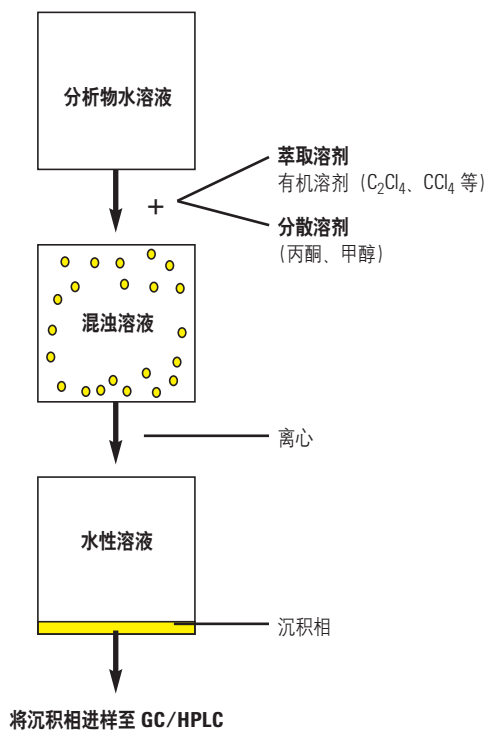 分析物水溶液
萃取溶剂
有机溶剂 (C₂Cl₄、CCl₄ 等)
+
分散溶剂
(丙酮、甲醇)
混浊溶液
离心
水性溶液
沉积相
将沉积相进样至 GC/HPLC